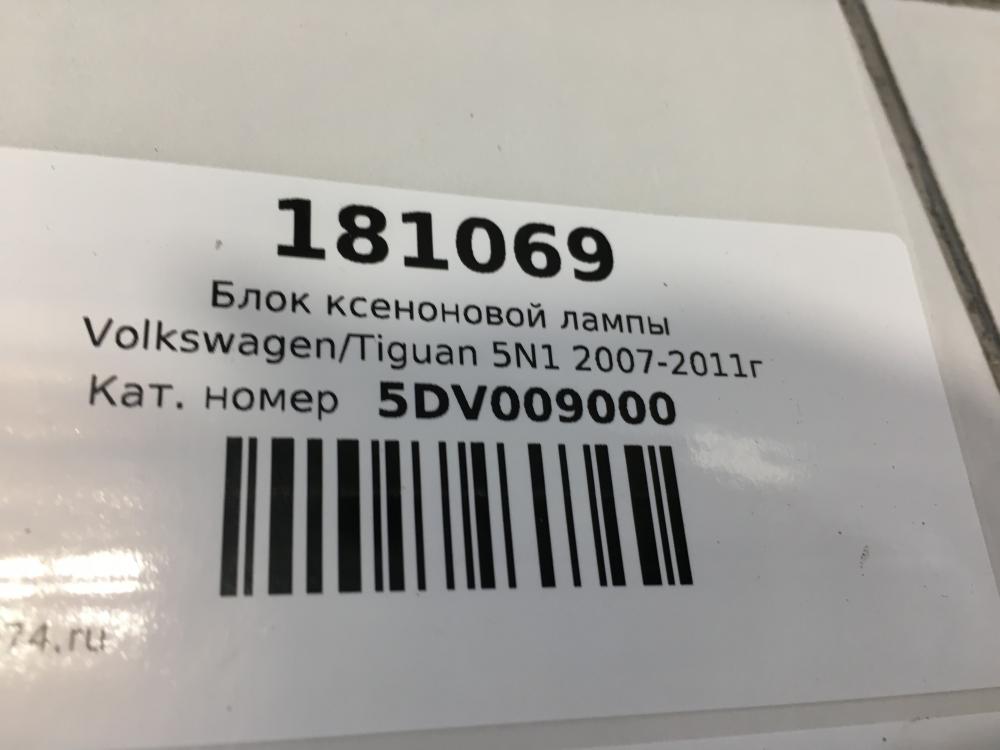 181069
Блок ксеноновой лампы
Volkswagen/Tiguan 5N1 2007-2011г
Кат. номер 5DV009000
74.ru